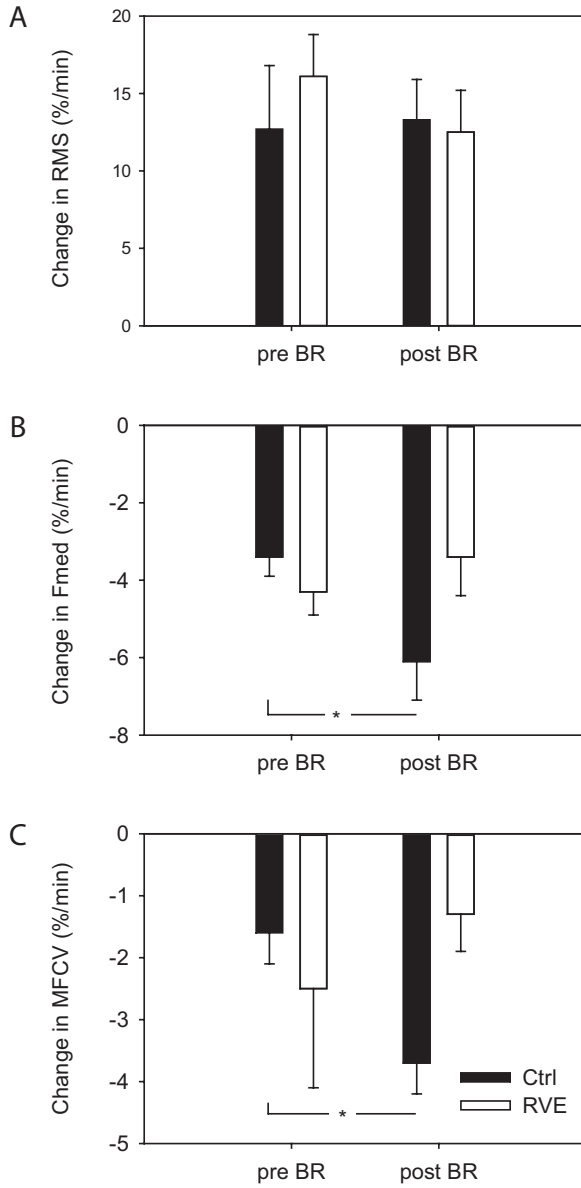 A
Change in RMS (%/min)
20
15
10
5
0
pre BR
post BR
B
Change in Fmed (%/min)
0
-2
-4
-6
-8
*
pre BR
post BR
C
Change in MFCV (%/min)
0
-1
-2
-3
-4
-5
*
Ctrl
RVE
pre BR
post BR